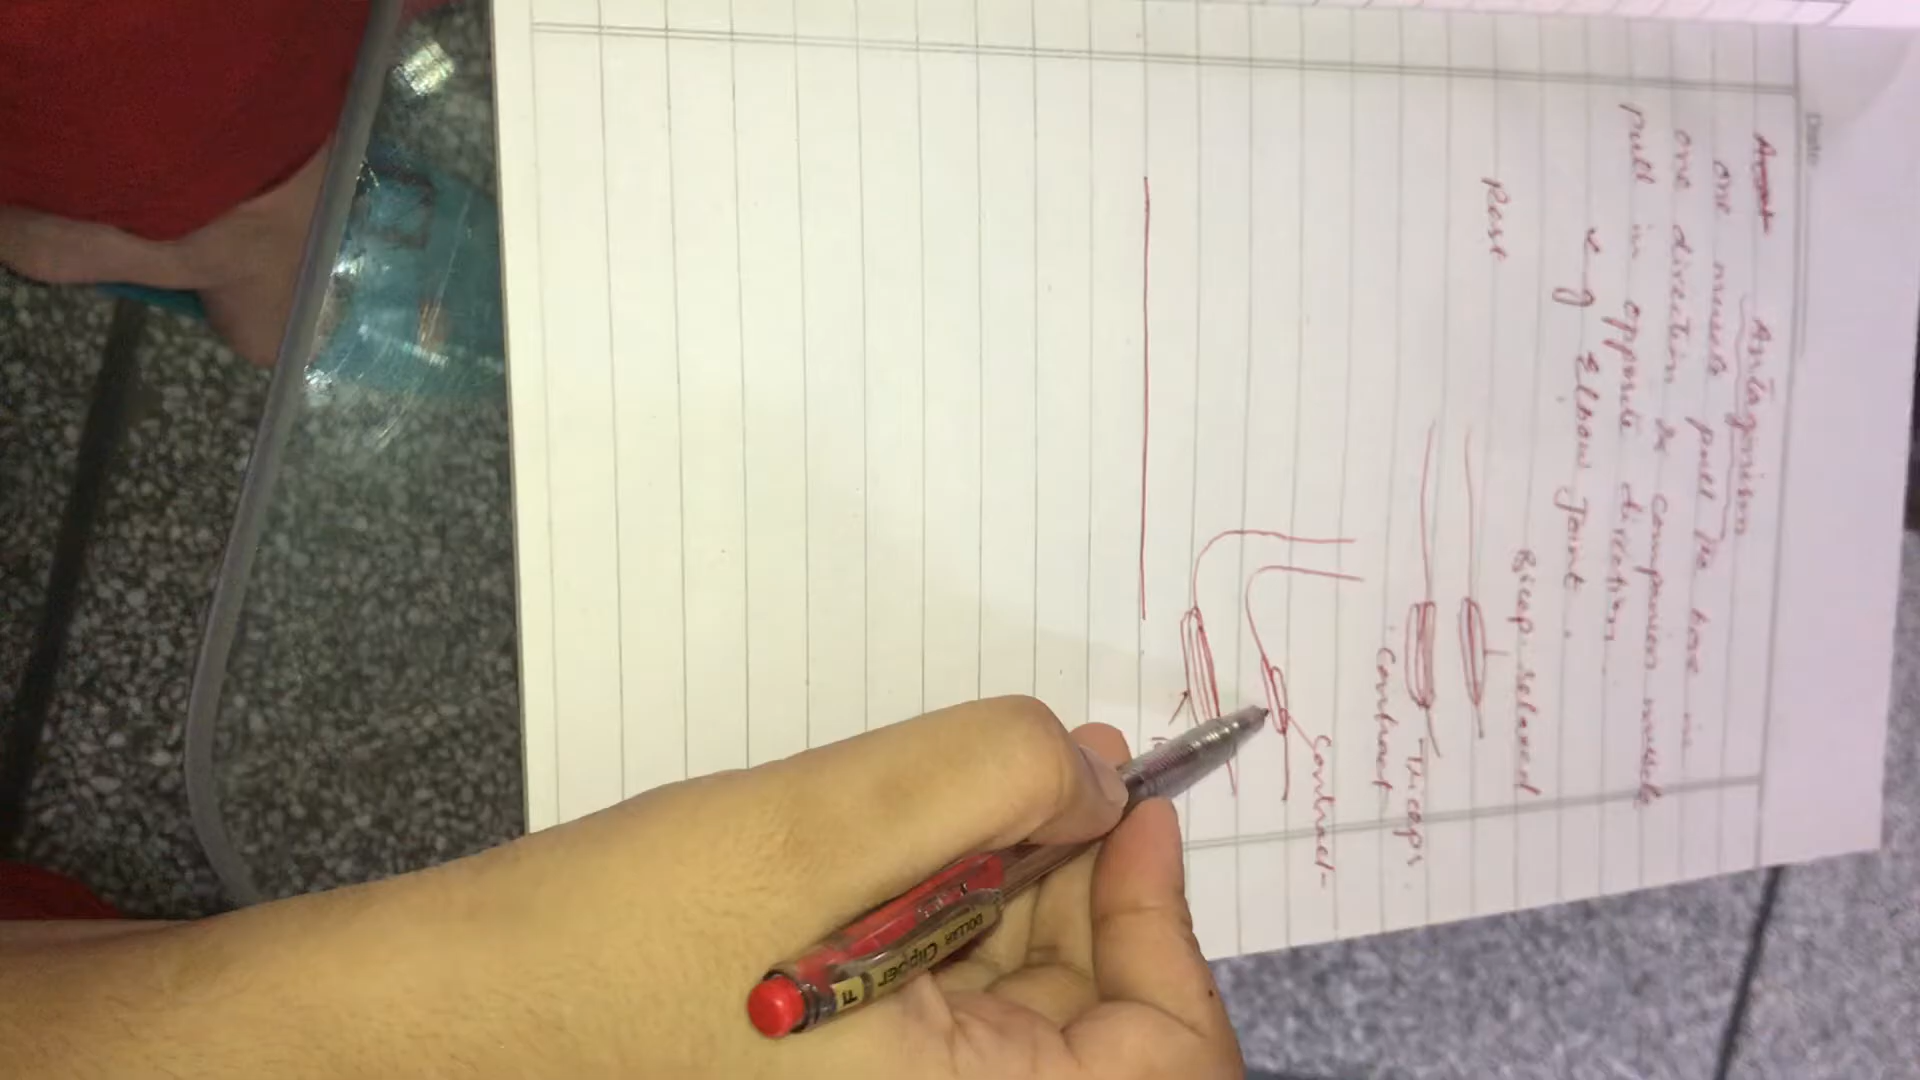 Date
Antagonism
one muscle pull the bone in
one direction & companion muscle
pull in opposite direction.
Elbow Joint.
Bicep relaxed
Rest
Triceps.
contract
contract
DOLLAR Clipper F